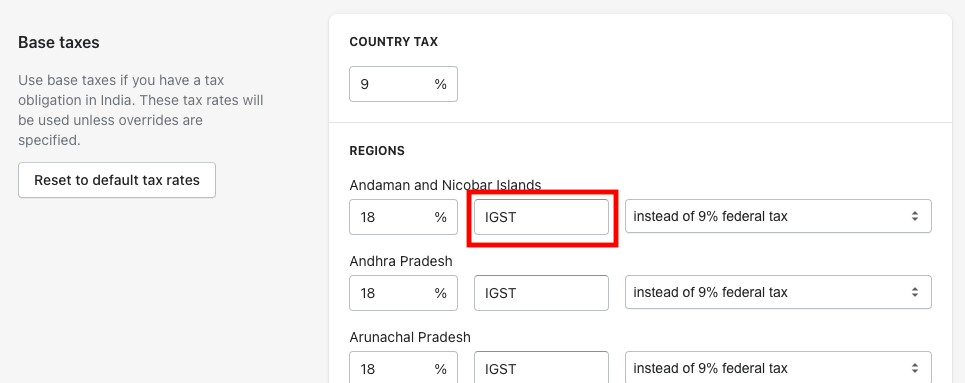 Base taxes
Use base taxes if you have a tax
obligation in India. These tax rates will
be used unless overrides are
specified.
Reset to default tax rates
COUNTRY TAX
9 %
REGIONS
Andaman and Nicobar Islands
18 % IGST instead of 9% federal tax
Andhra Pradesh
18 % IGST instead of 9% federal tax
Arunachal Pradesh
18 % IGST instead of 9% federal tax